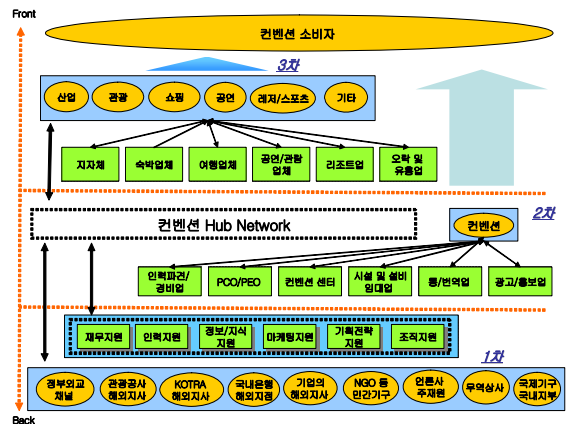 Front
컨벤션 소비자
3차
산업
관광
쇼핑
공연
레저/스포츠
기타
지자체
숙박업체
여행업체
공연/관람
업체
리조트업
오락 및
유흥업
컨벤션 Hub Network
컨벤션
2차
인력파견/
경비업
PCO/PEO
컨벤션 센터
시설 및 설비
임대업
통/번역업
광고/홍보업
재무지원
인력지원
정보/지식
지원
마케팅지원
기획전략
지원
조직지원
1차
정부외교
채널
관광공사
해외지사
KOTRA
해외지사
국내은행
해외지점
기업의
해외지사
NGO 등
민간기구
언론사
주재원
무역상사
국제기구
국내지부
Back